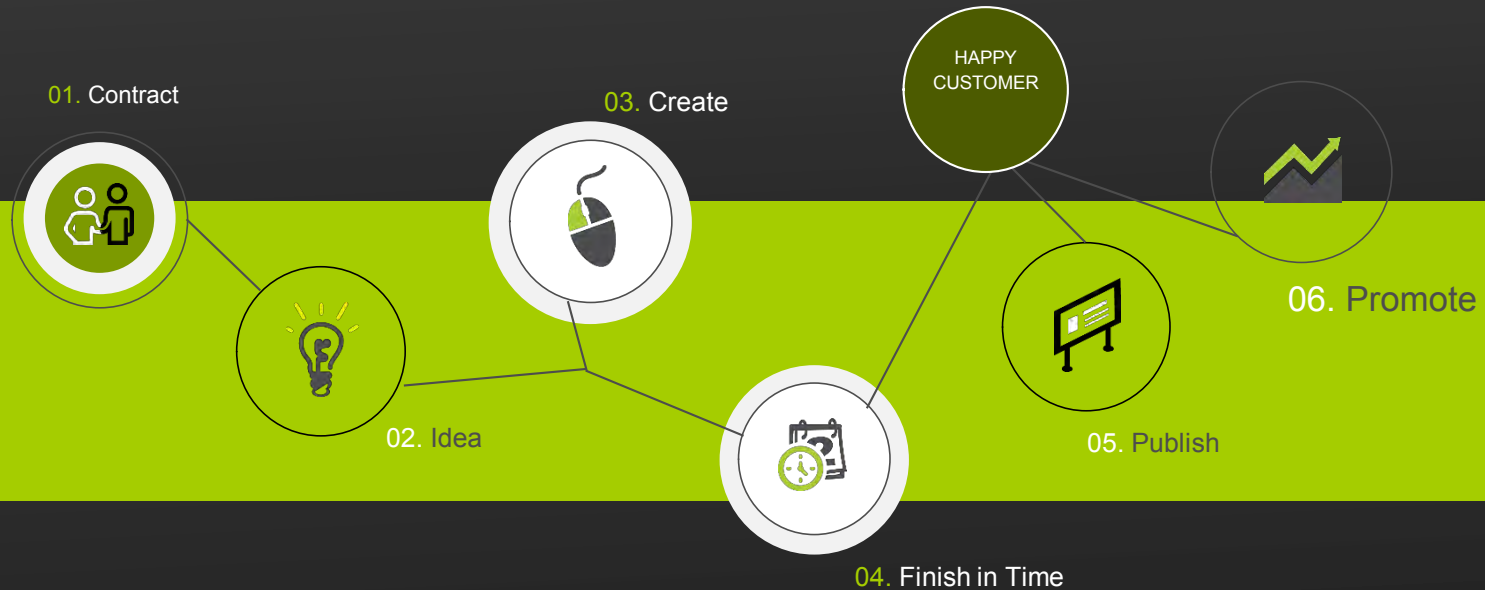 01. Contract
02. Idea
03. Create
04. Finish in Time
HAPPY
CUSTOMER
05. Publish
06. Promote